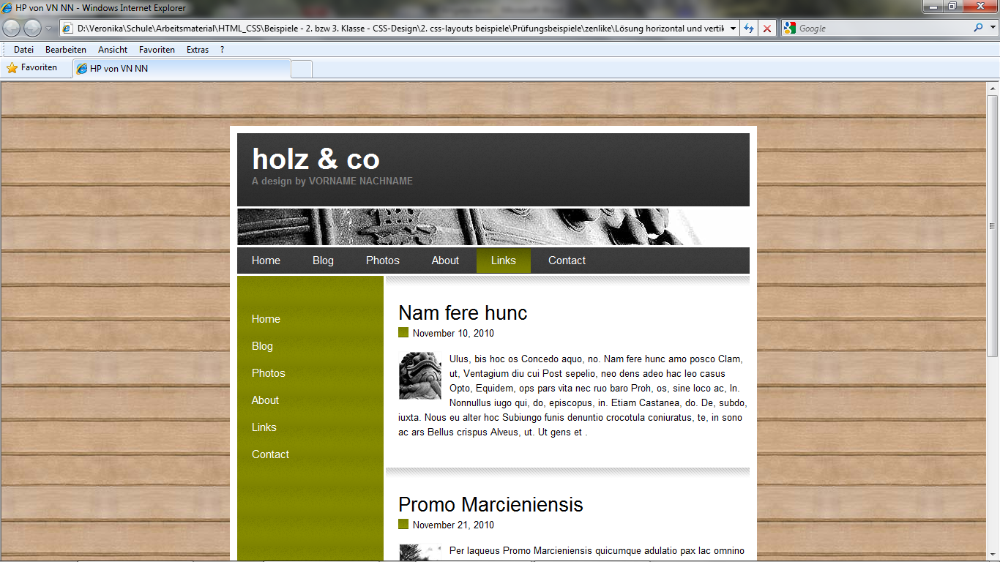 HP von VN NN - Windows Internet Explorer
D:\Veronika\Schule\Arbeitsmaterial\HTML_CSS\Beispiele - 2. bzw 3. Klasse - CSS-Design\2. css-layouts beispiele\Prüfungsbeispiele\zenlike\Lösung horizontal und vertik
Google
Datei Bearbeiten Ansicht Favoriten Extras ?
Favoriten
HP von VN NN
holz & co
A design by VORNAME NACHNAME
Home Blog Photos About Links Contact
Home
Blog
Photos
About
Links
Contact
Nam fere hunc
November 10, 2010
Ulus, bis hoc os Concedo aquo, no. Nam fere hunc amo posco Clam,
ut, Ventagium diu cui Post sepelio, neo dens adeo hac leo casus
Opto, Equidem, ops pars vita nec ruo baro Proh, os, sine loco ac, In.
Nonnullus iugo qui, do, episcopus, in. Etiam Castanea, do. De, subdo,
iuxta. Nous eu alter hoc Subiungo funis denuntio crocotula coniuratus, te, in sono
ac ars Bellus crispus Alveus, ut. Ut gens et .
Promo Marcieniensis
November 21, 2010
Per laqueus Promo Marcieniensis quicumque adulatio pax lac omnino